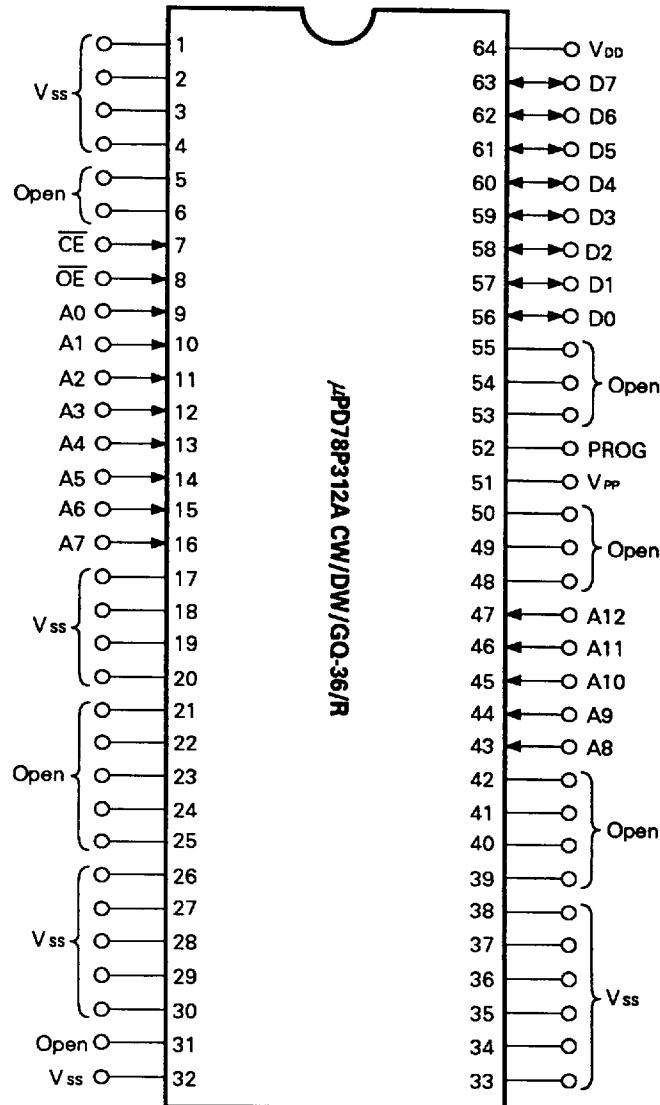 Vss
1
2
3
4
Open
5
6
CE 7
OE 8
A0 9
A1 10
A2 11
A3 12
A4 13
A5 14
A6 15
A7 16
Vss
17
18
19
20
Open
21
22
23
24
25
Vss
26
27
28
29
30
Open 31
Vss 32
μPD78P312A CW/DW/GQ-36/R
64 VDD
63 D7
62 D6
61 D5
60 D4
59 D3
58 D2
57 D1
56 D0
55
54
53
Open
52 PROG
51 VPP
50
49
48
Open
47 A12
46 A11
45 A10
44 A9
43 A8
42
41
40
39
Open
38
37
36
35
34
33
Vss